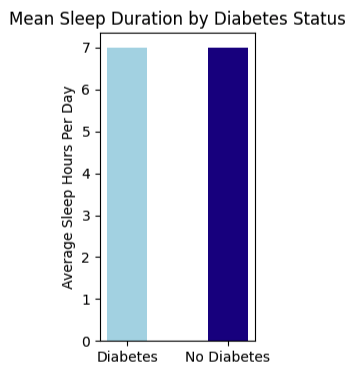 Mean Sleep Duration by Diabetes Status
Average Sleep Hours Per Day
7
6
5
4
3
2
1
0
Diabetes No Diabetes